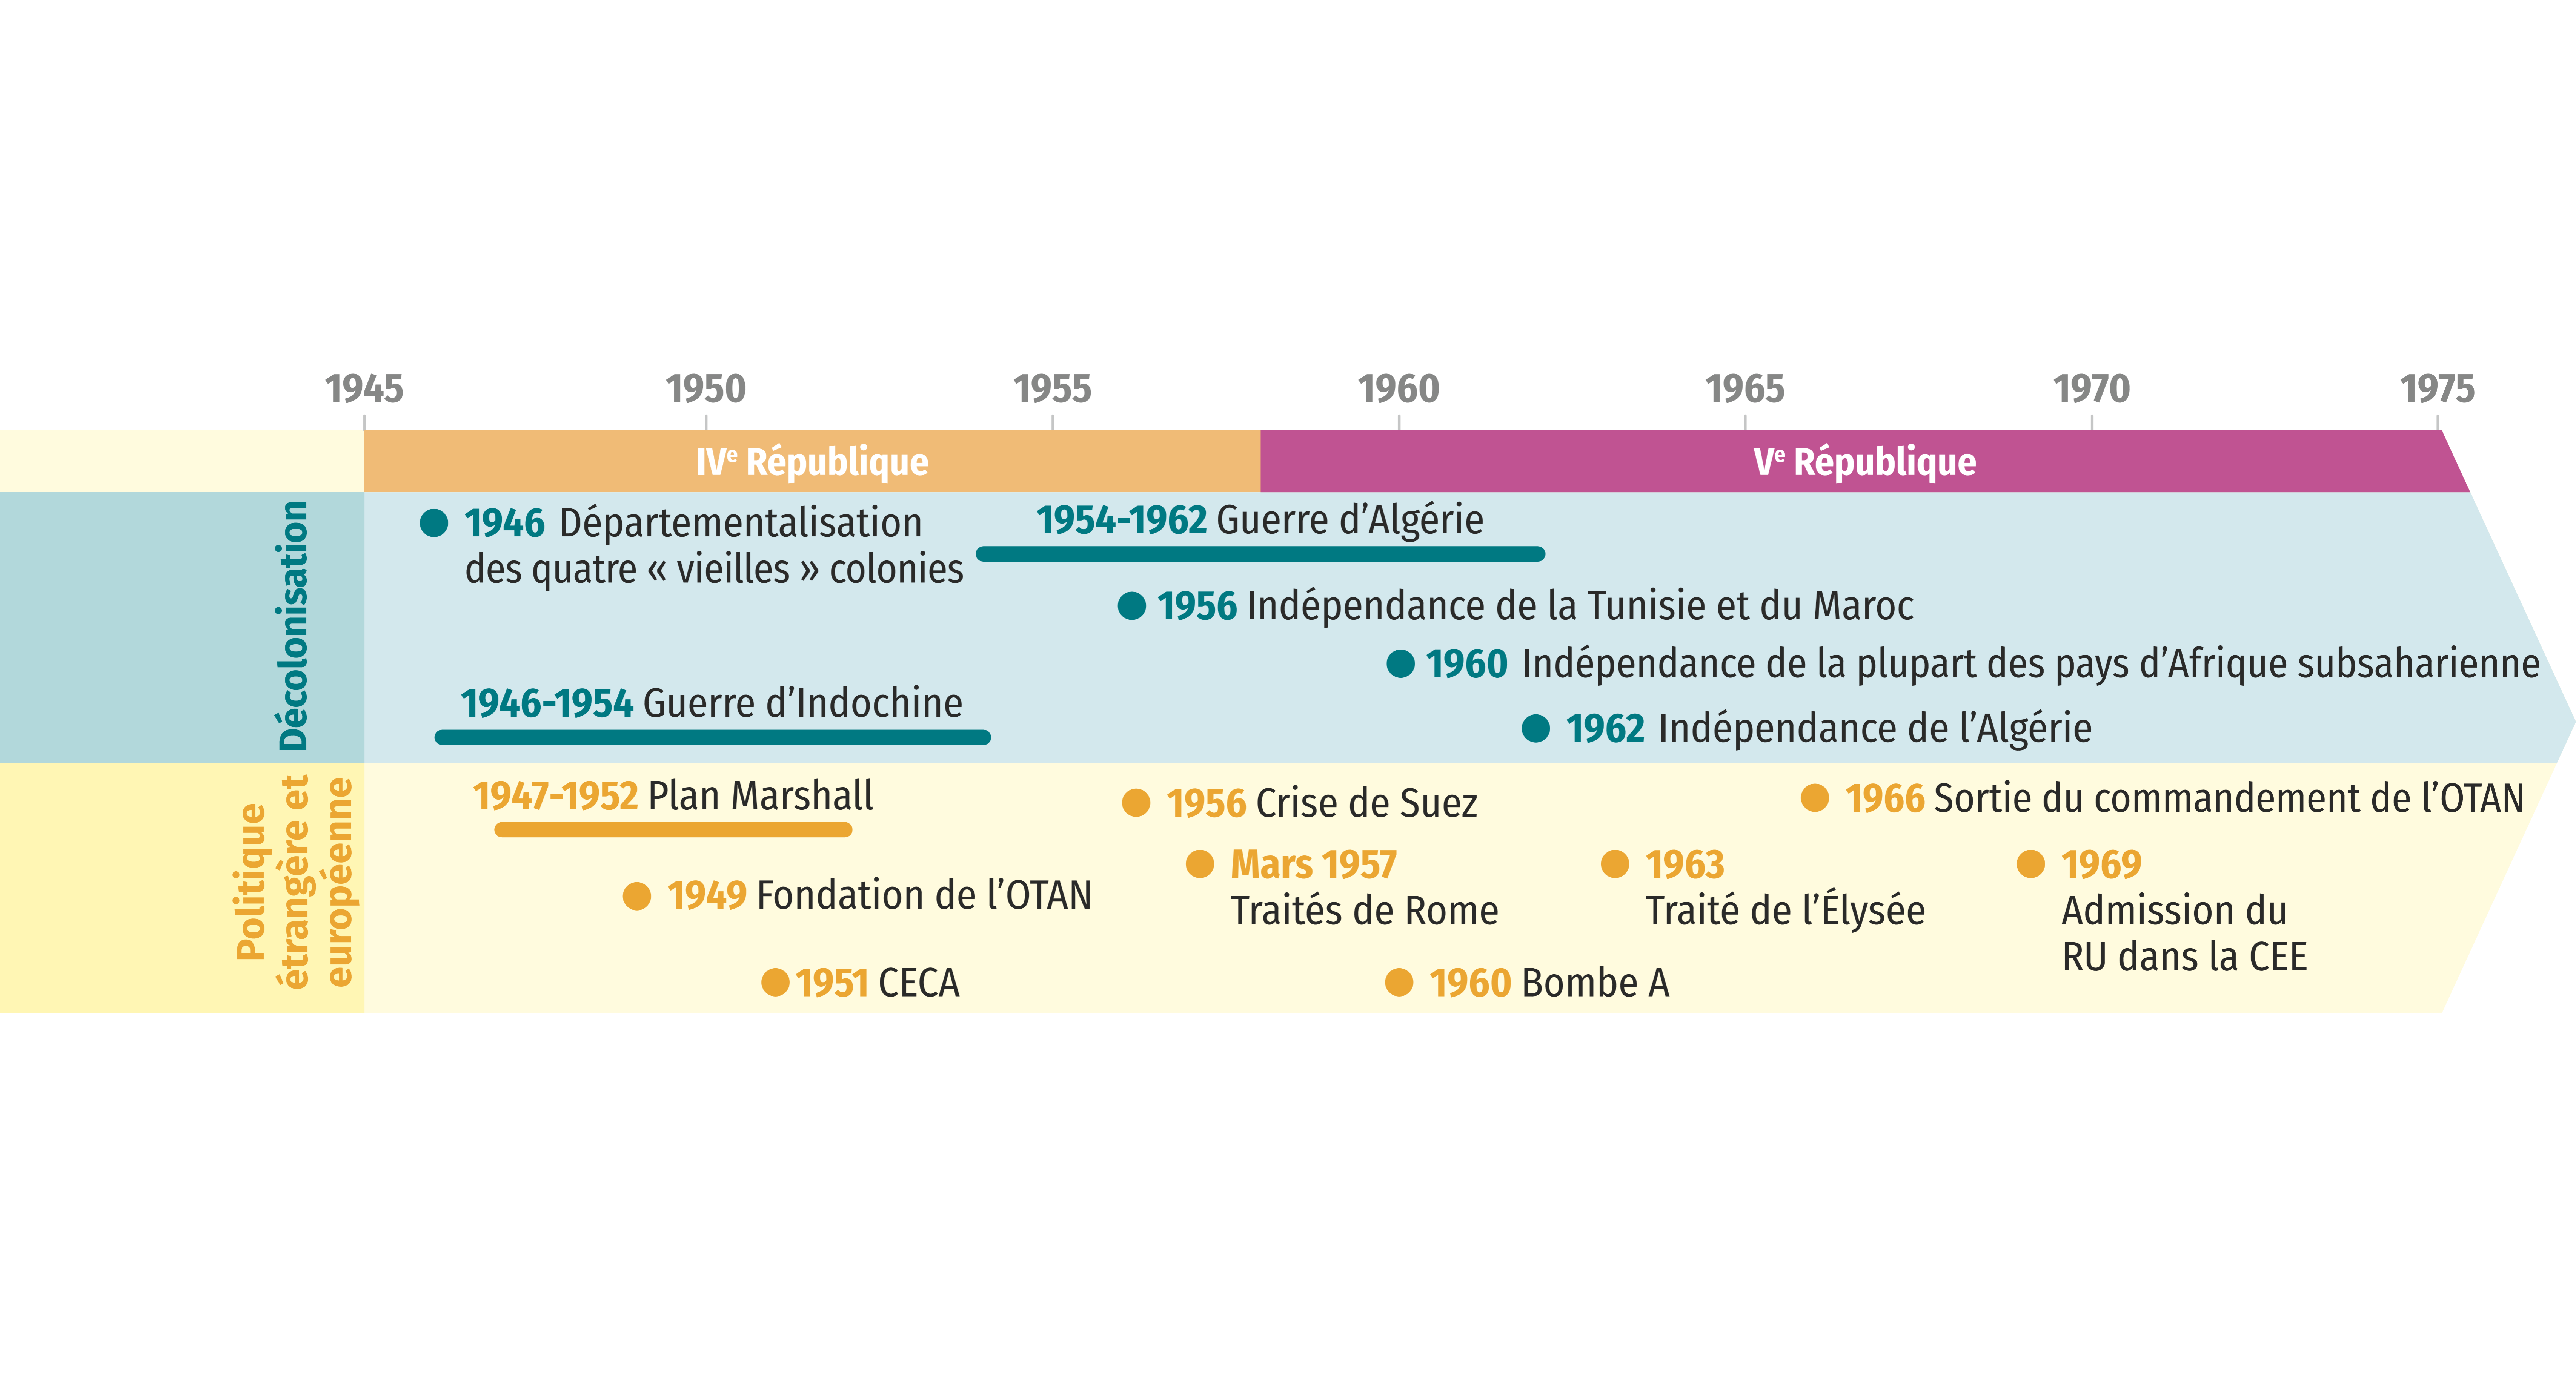 1945 1950 1955 1960 1965 1970 1975
IVe République
Ve République
Décolonisation
1946 Départementalisation
des quatre « vieilles » colonies
1954-1962 Guerre d’Algérie
1956 Indépendance de la Tunisie et du Maroc
1960 Indépendance de la plupart des pays d’Afrique subsaharienne
1946-1954 Guerre d’Indochine
1962 Indépendance de l’Algérie
Politique
étrangère et
européenne
1947-1952 Plan Marshall
1956 Crise de Suez
1966 Sortie du commandement de l’OTAN
1949 Fondation de l’OTAN
Mars 1957
Traités de Rome
1963
Traité de l’Élysée
1969
Admission du
RU dans la CEE
1951 CECA
1960 Bombe A